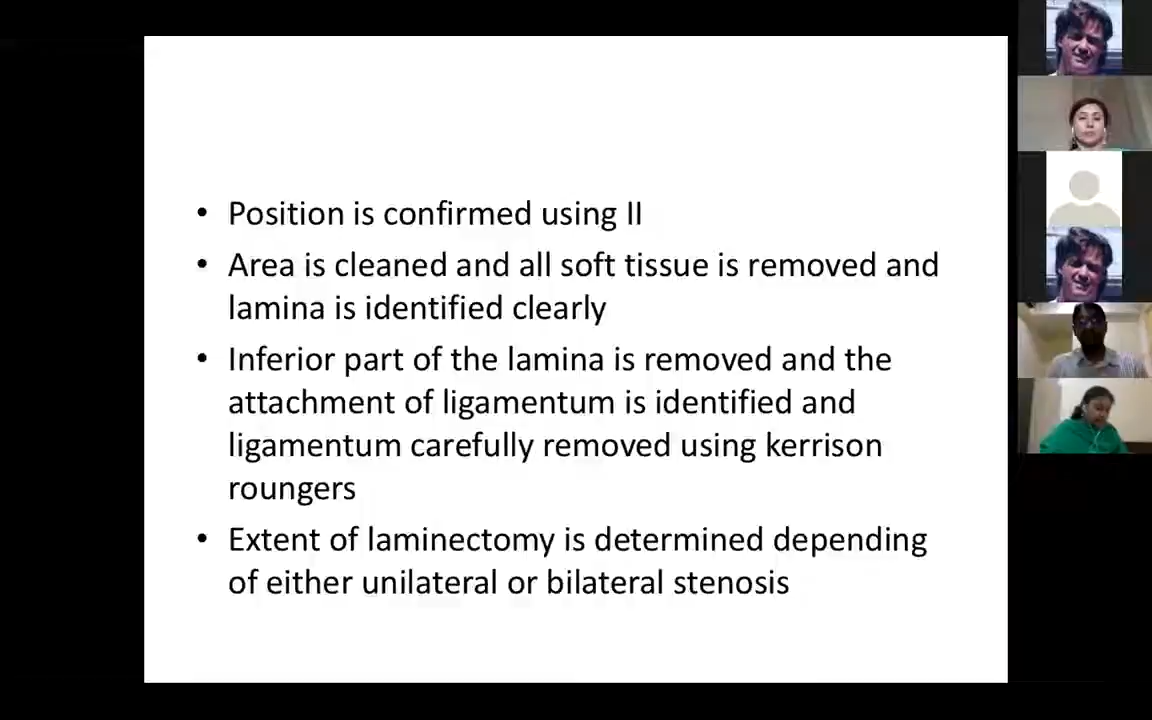 • Position is confirmed using II
• Area is cleaned and all soft tissue is removed and
lamina is identified clearly
• Inferior part of the lamina is removed and the
attachment of ligamentum is identified and
ligamentum carefully removed using kerrison
roungers
• Extent of laminectomy is determined depending
of either unilateral or bilateral stenosis